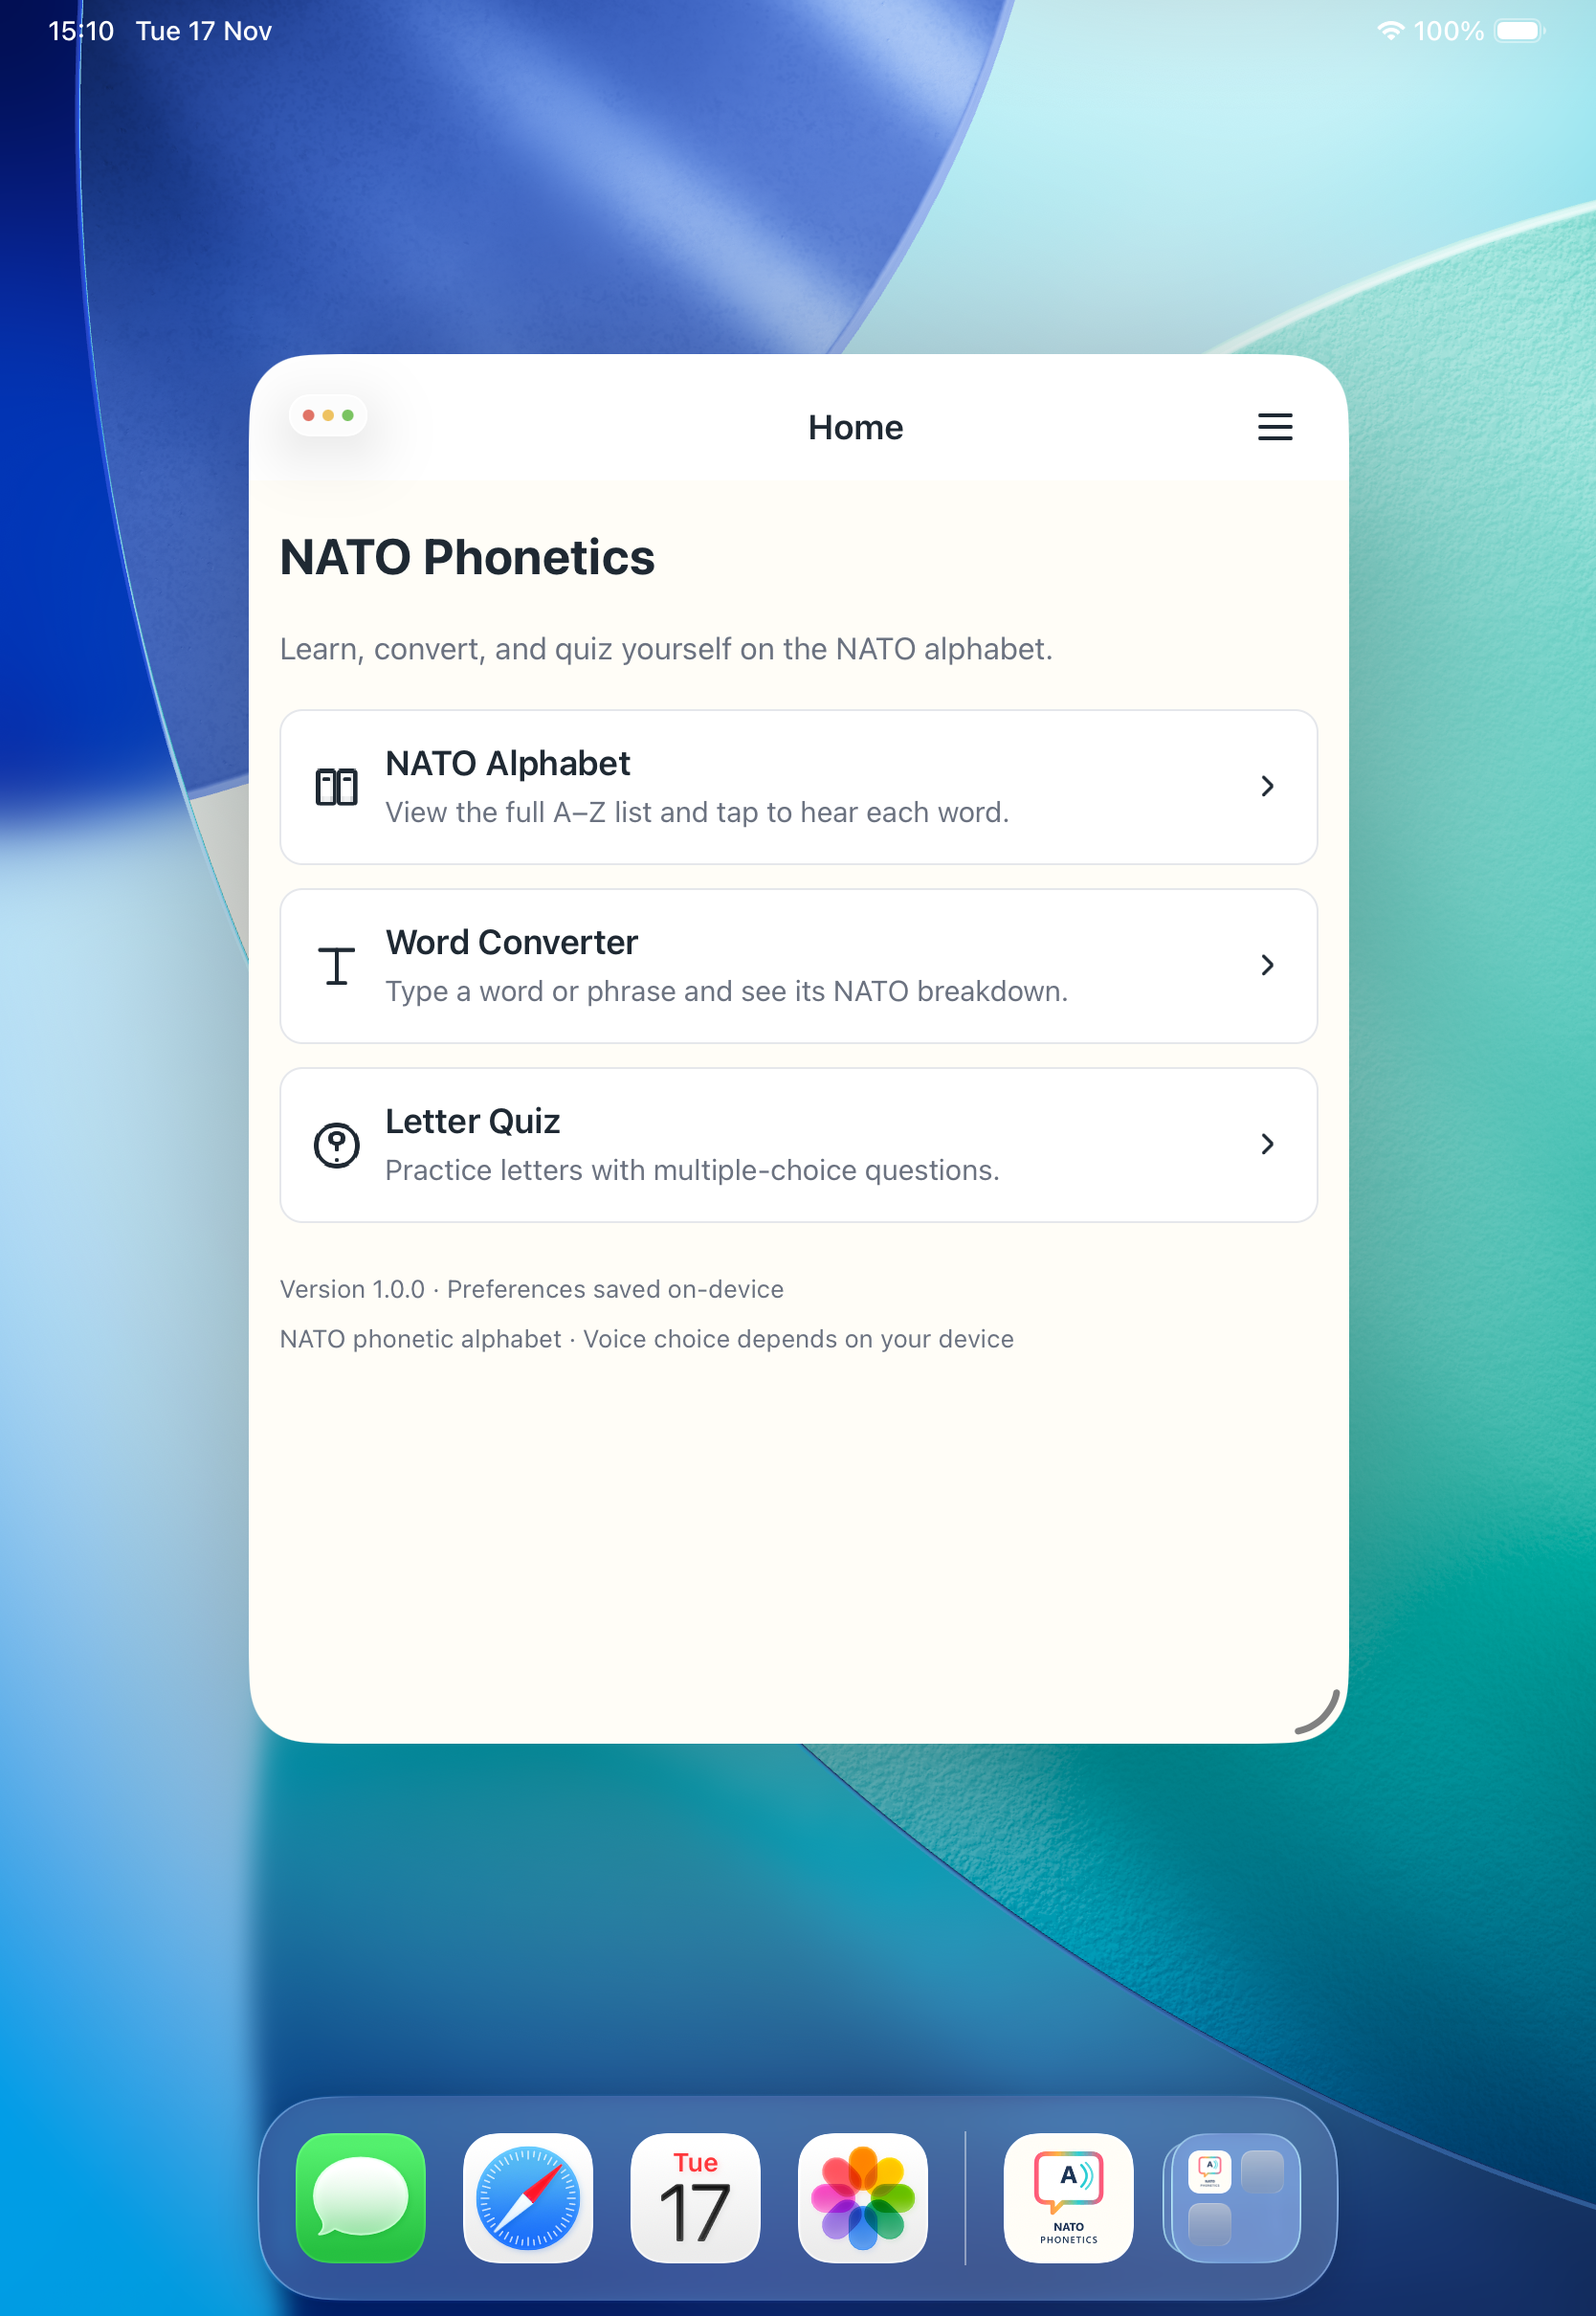 15:10 Tue 17 Nov 100%
Home
NATO Phonetics
Learn, convert, and quiz yourself on the NATO alphabet.
NATO Alphabet
View the full A–Z list and tap to hear each word.
Word Converter
Type a word or phrase and see its NATO breakdown.
Letter Quiz
Practice letters with multiple-choice questions.
Version 1.0.0 · Preferences saved on-device
NATO phonetic alphabet · Voice choice depends on your device
Tue
17
A
NATO
PHONETICS
A
NATO
PHONETICS